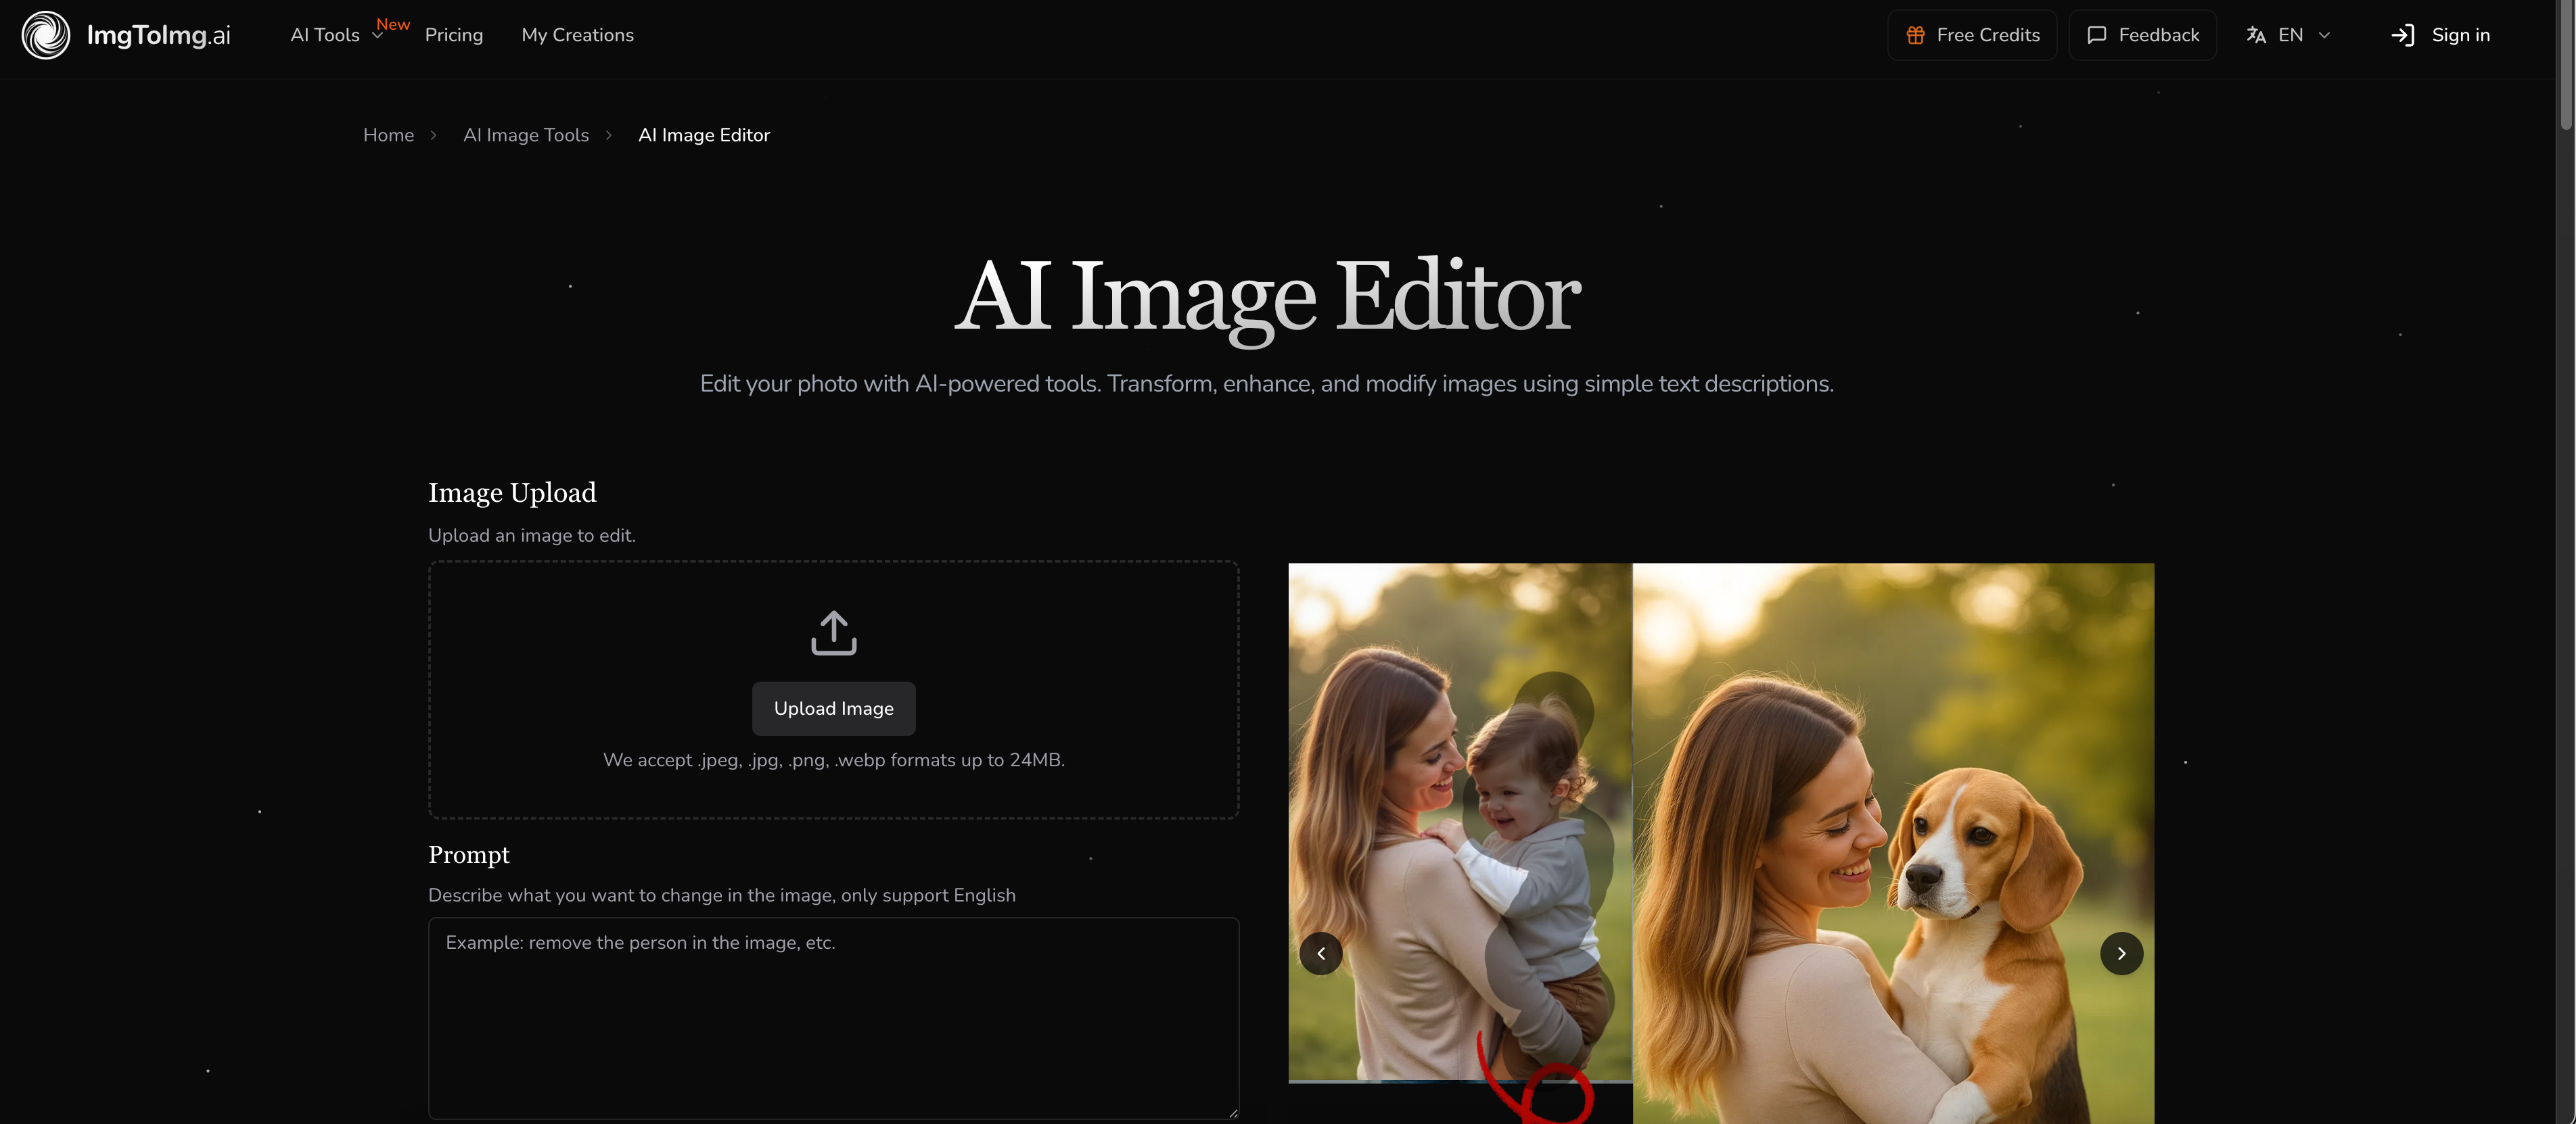 ImgToImg.ai
AI Tools
New
Pricing
My Creations
Free Credits
Feedback
EN
Sign in
Home
AI Image Tools
AI Image Editor
AI Image Editor
Edit your photo with AI-powered tools. Transform, enhance, and modify images using simple text descriptions.
Image Upload
Upload an image to edit.
Upload Image
We accept .jpeg, .jpg, .png, .webp formats up to 24MB.
Prompt
Describe what you want to change in the image, only support English
Example: remove the person in the image, etc.